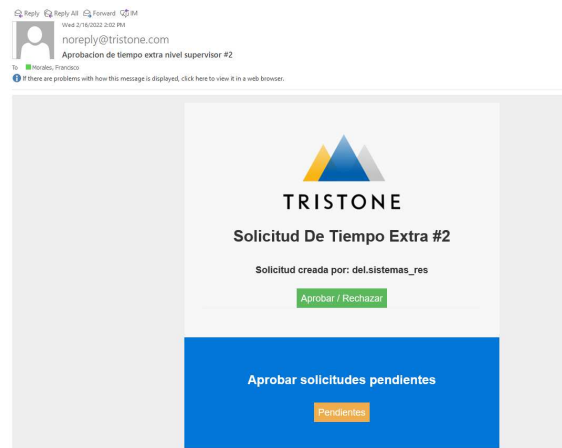 Reply Reply All Forward IM
Wed 2/16/2022 2:02 PM
noreply@tristone.com
Aprobacion de tiempo extra nivel supervisor #2
To Morales, Francisco
If there are problems with how this message is displayed, click here to view it in a web browser.
TRISTONE
Solicitud De Tiempo Extra #2
Solicitud creada por: del.sistemas_res
Aprobar / Rechazar
Aprobar solicitudes pendientes
Pendientes